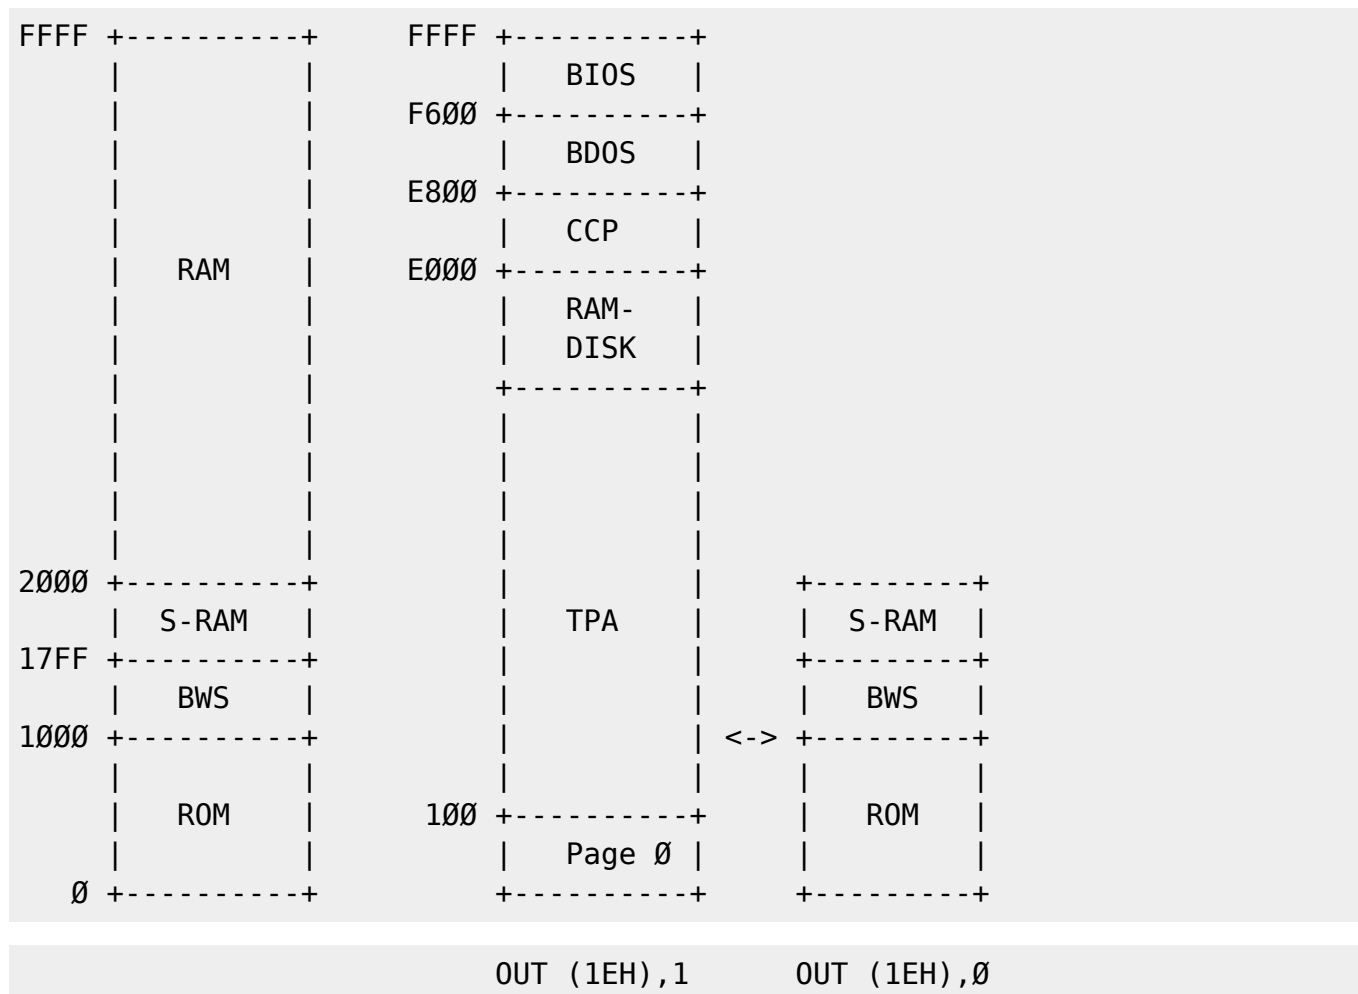 FFFF +----------+     FFFF +----------+
     |          |          |   BIOS   |
     |          |     F6ØØ +----------+
     |          |          |   BDOS   |
     |          |     E8ØØ +----------+
     |          |          |   CCP    |
     |   RAM    |     EØØØ +----------+
     |          |          |   RAM-   |
     |          |          |   DISK   |
     |          |          +----------+
     |          |          |          |
     |          |          |          |
     |          |          |          |
     |          |          |          |
2ØØØ +----------+          |          |     +---------+
     |  S-RAM   |          |   TPA    |     |  S-RAM  |
17FF +----------+          |          |     +---------+
     |   BWS    |          |          |     |   BWS   |
1ØØØ +----------+          |          | <-> +---------+
     |          |          |          |     |         |
     |   ROM    |      1ØØ +----------+     |   ROM   |
     |          |          |   Page Ø |     |         |
   Ø +----------+          +----------+     +---------+
                           OUT (1EH),1      OUT (1EH),Ø